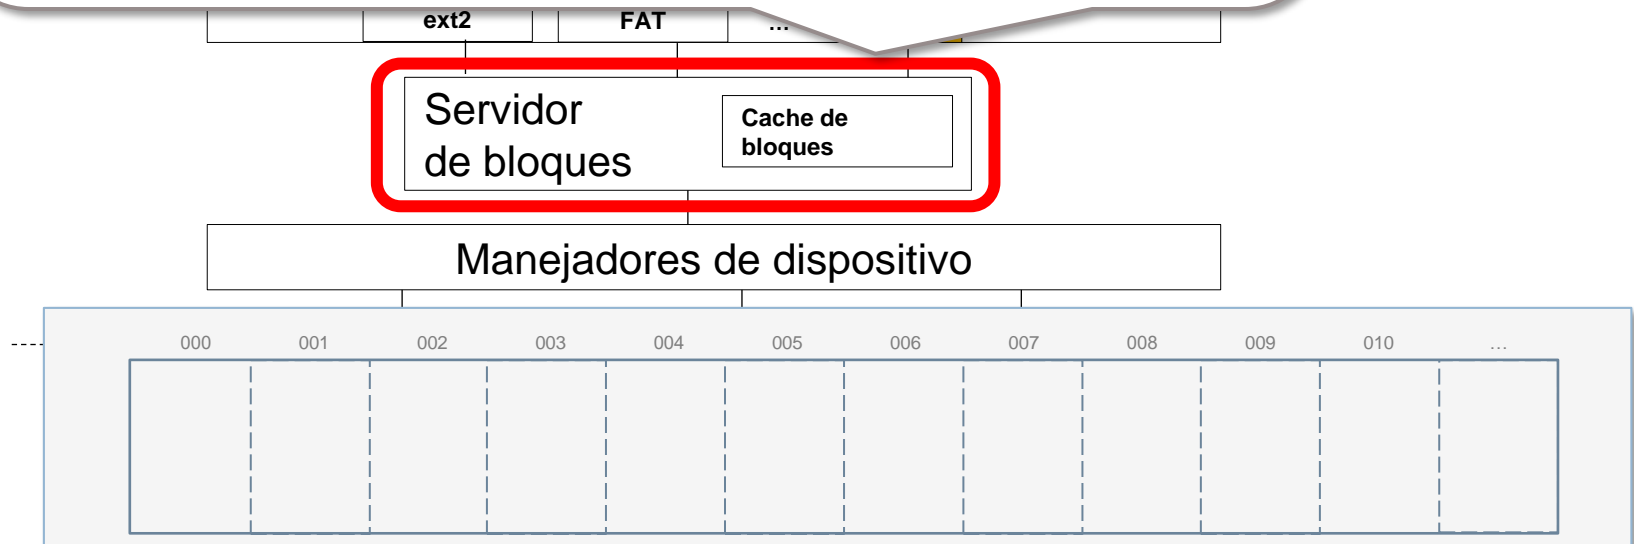 ext2 FAT ...
Servidor
de bloques
Cache de
bloques
Manejadores de dispositivo
000 001 002 003 004 005 006 007 008 009 010 ...